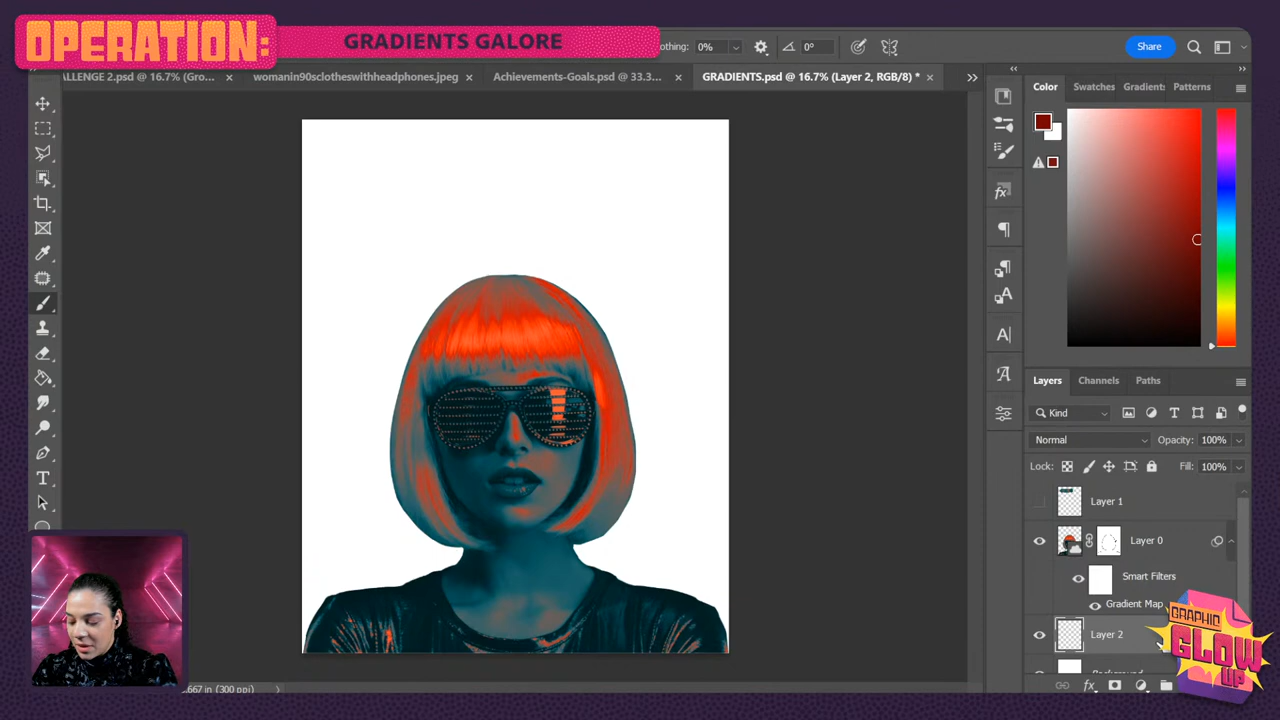 OPERATION:
GRADIENTS GALORE
othing: 0%
0°
Share
ALLENGE 2.psd @ 16.7% (Gro...
womanin90sclotheswithheadphones.jpeg
Achievements-Goals.psd @ 33.3...
GRADIENTS.psd @ 16.7% (Layer 2, RGB/8) *
Color
Swatches
Gradients
Patterns
Layers
Channels
Paths
Kind
Normal
Opacity: 100%
Lock:
Fill: 100%
Layer 1
Layer 0
Smart Filters
Gradient Map
Layer 2
GRAPHIC
GLOW
UP
.667 in (300 ppi)